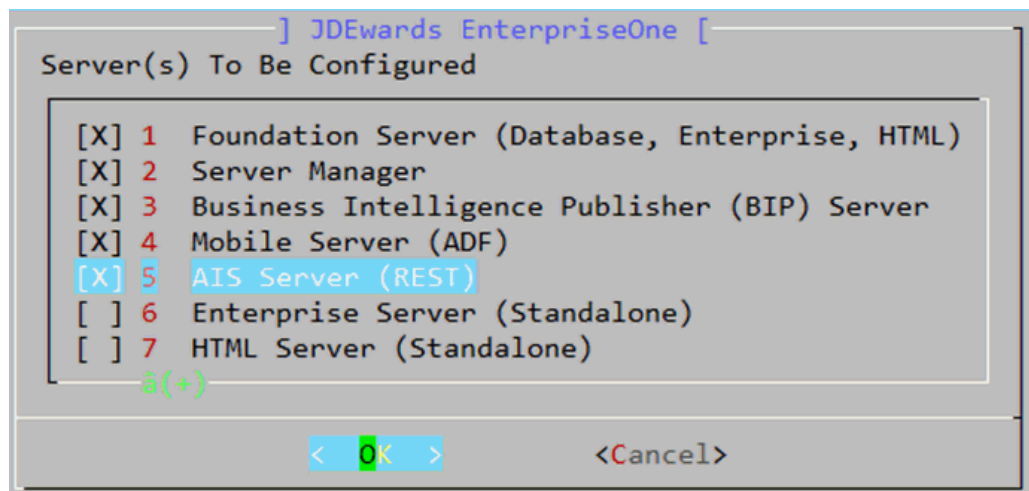 ] JDEwards EnterpriseOne [
Server(s) To Be Configured
[X] 1 Foundation Server (Database, Enterprise, HTML)
[X] 2 Server Manager
[X] 3 Business Intelligence Publisher (BIP) Server
[X] 4 Mobile Server (ADF)
[X] 5 AIS Server (REST)
[ ] 6 Enterprise Server (Standalone)
[ ] 7 HTML Server (Standalone)
ã(+)
< OK > <Cancel>